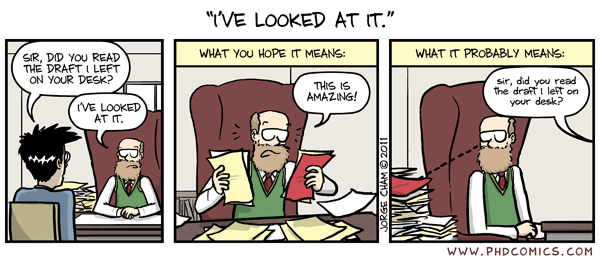 "I'VE LOOKED AT IT."
SIR, DID YOU READ
THE DRAFT I LEFT
ON YOUR DESK?
I'VE LOOKED
AT IT.
WHAT YOU HOPE IT MEANS:
THIS IS
AMAZING!
JORGE CHAM © 2011
WHAT IT PROBABLY MEANS:
sir, did you read
the draft I left on
your desk?
WWW.PHDCOMICS.COM